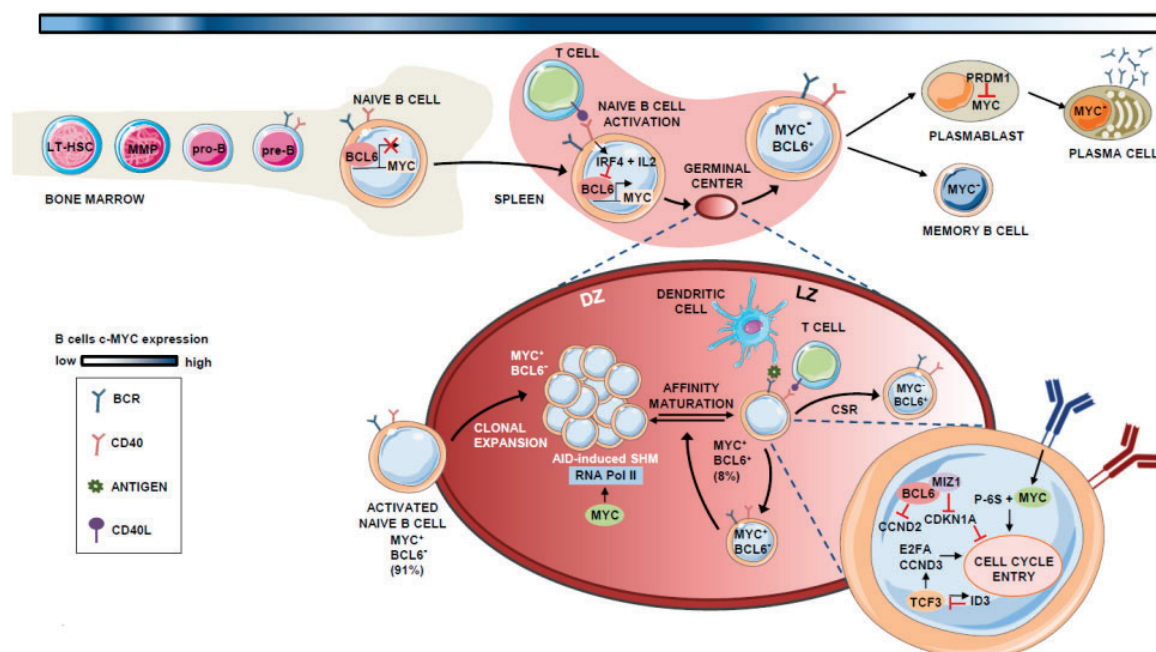 T CELL
NAIVE B CELL
NAIVE B CELL
ACTIVATION
LT-HSC
MMP
pro-B
pre-B
BCL6
MYC
BONE MARROW
SPLEEN
IRF4 + IL2
BCL6
MYC
GERMINAL
CENTER
MYC-
BCL6+
PRDM1
MYC
PLASMABLAST
MYC-
PLASMA CELL
MYC-
MEMORY B CELL
B cells c-MYC expression
low
high
BCR
CD40
ANTIGEN
CD40L
DZ
LZ
DENDRITIC
CELL
T CELL
MYC+
BCL6-
CLONAL
EXPANSION
AFFINITY
MATURATION
CSR
MYC-
BCL6+
AID-induced SHM
RNA Pol II
MYC
MYC+
BCL6+
(8%)
MYC+
BCL6-
ACTIVATED
NAIVE B CELL
MYC+
BCL6-
(91%)
MIZ1
BCL6
CCND2
CDKN1A
P-6S + MYC
E2FA
CCND3
CELL CYCLE
ENTRY
TCF3
ID3